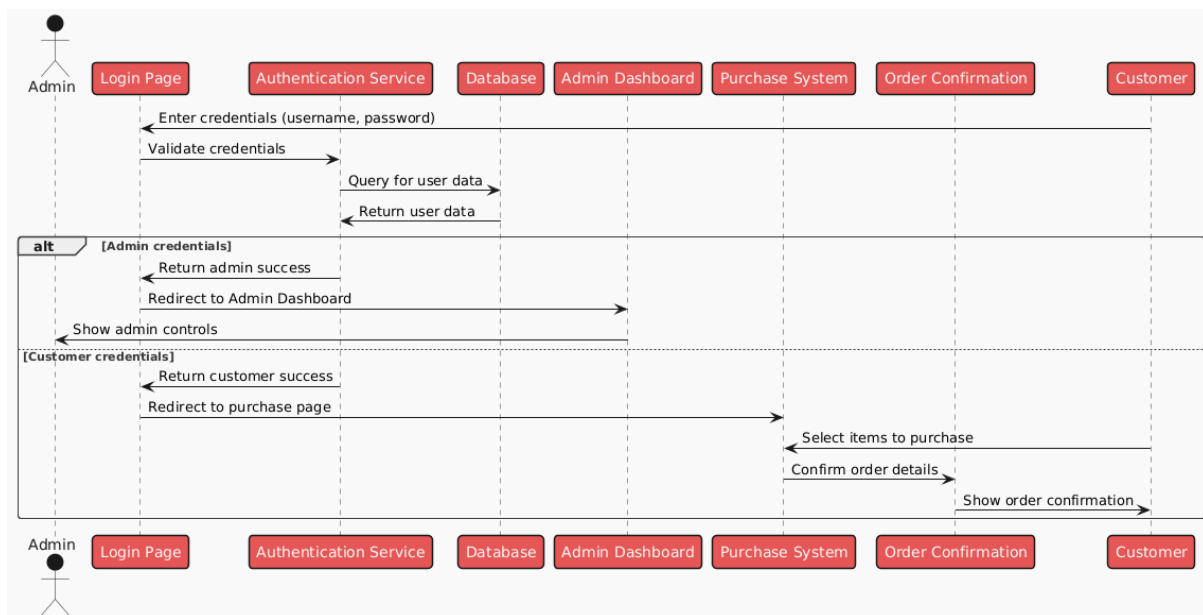 Admin
Login Page
Authentication Service
Database
Admin Dashboard
Purchase System
Order Confirmation
Customer
Enter credentials (username, password)
Validate credentials
Query for user data
Return user data
alt [Admin credentials]
Return admin success
Redirect to Admin Dashboard
Show admin controls
[Customer credentials]
Return customer success
Redirect to purchase page
Select items to purchase
Confirm order details
Show order confirmation
Admin
Login Page
Authentication Service
Database
Admin Dashboard
Purchase System
Order Confirmation
Customer